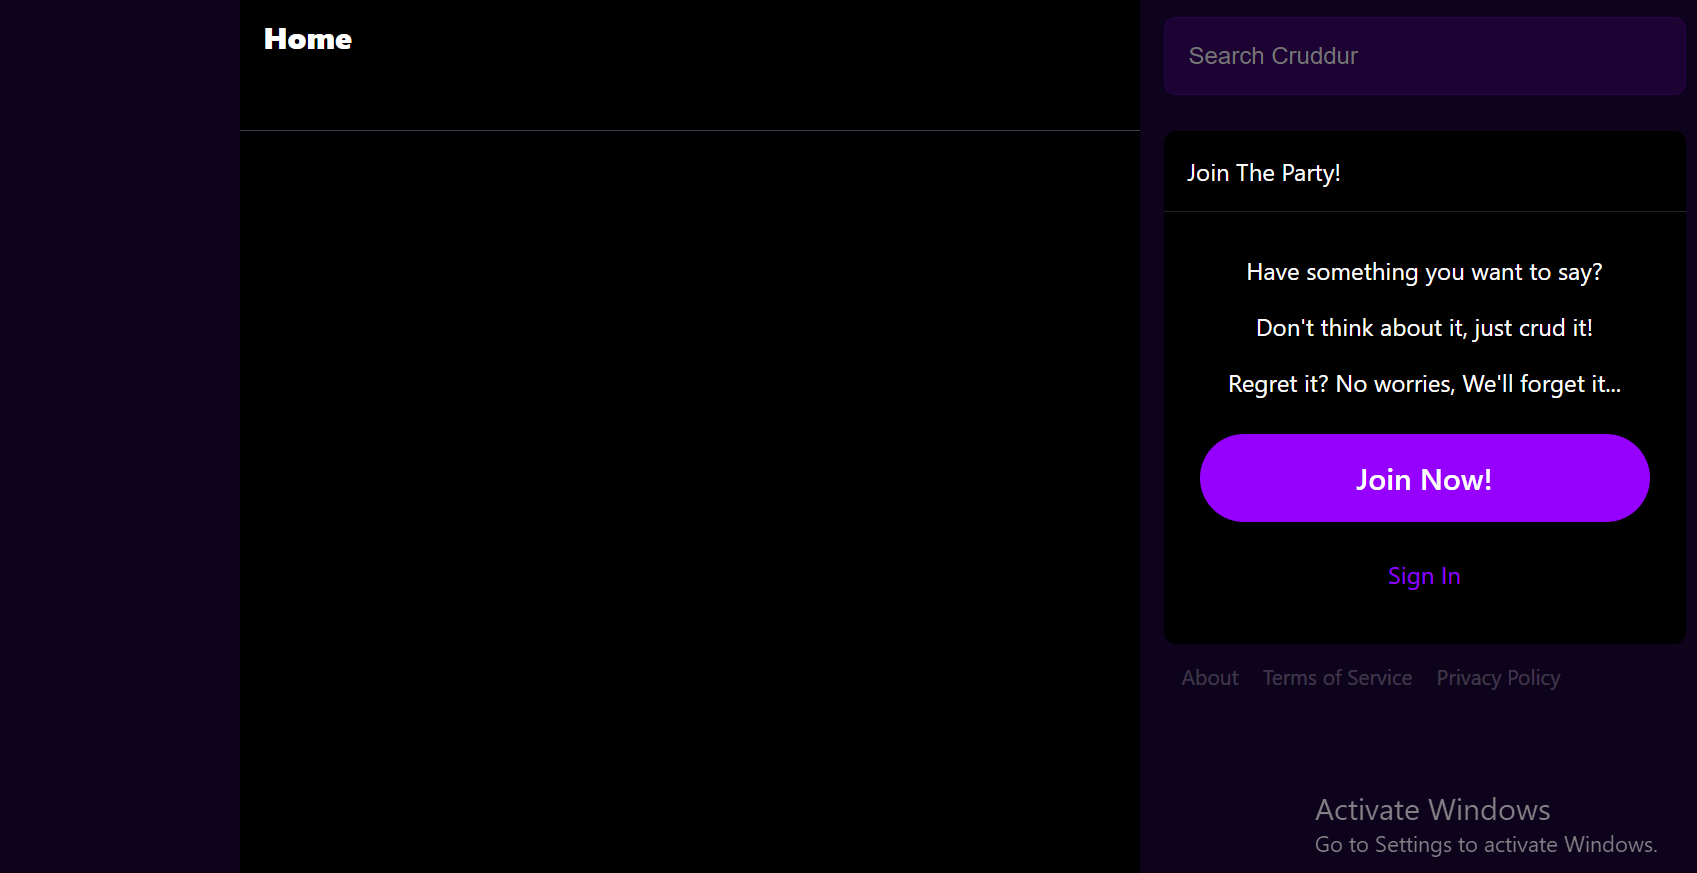 Home
Search Cruddur
Join The Party!
Have something you want to say?
Don't think about it, just crud it!
Regret it? No worries, We'll forget it...
Join Now!
Sign In
About Terms of Service Privacy Policy
Activate Windows
Go to Settings to activate Windows.